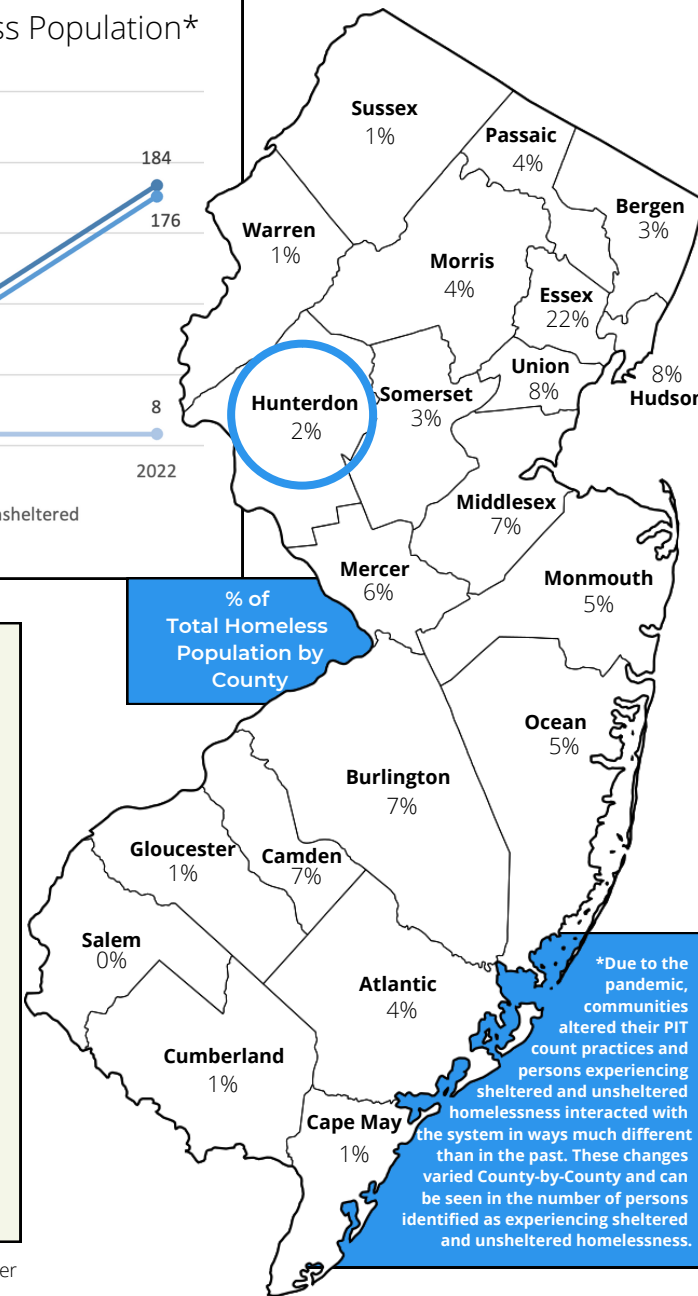 ss Population*
184
176
8
2022
nsheltered
Sussex
1%
Passaic
4%
Bergen
3%
Warren
1%
Morris
4%
Essex
22%
Union
8%
8%
Hudson
Hunterdon
2%
Somerset
3%
Middlesex
7%
Mercer
6%
Monmouth
5%
% of
Total Homeless
Population by
County
Ocean
5%
Burlington
7%
Gloucester
1%
Camden
7%
Salem
0%
Atlantic
4%
Cumberland
1%
Cape May
1%
*Due to the
pandemic,
communities
altered their PIT
count practices and
persons experiencing
sheltered and unsheltered
homelessness interacted with
the system in ways much different
than in the past. These changes
varied County-by-County and can
be seen in the number of persons
identified as experiencing sheltered
and unsheltered homelessness.
er